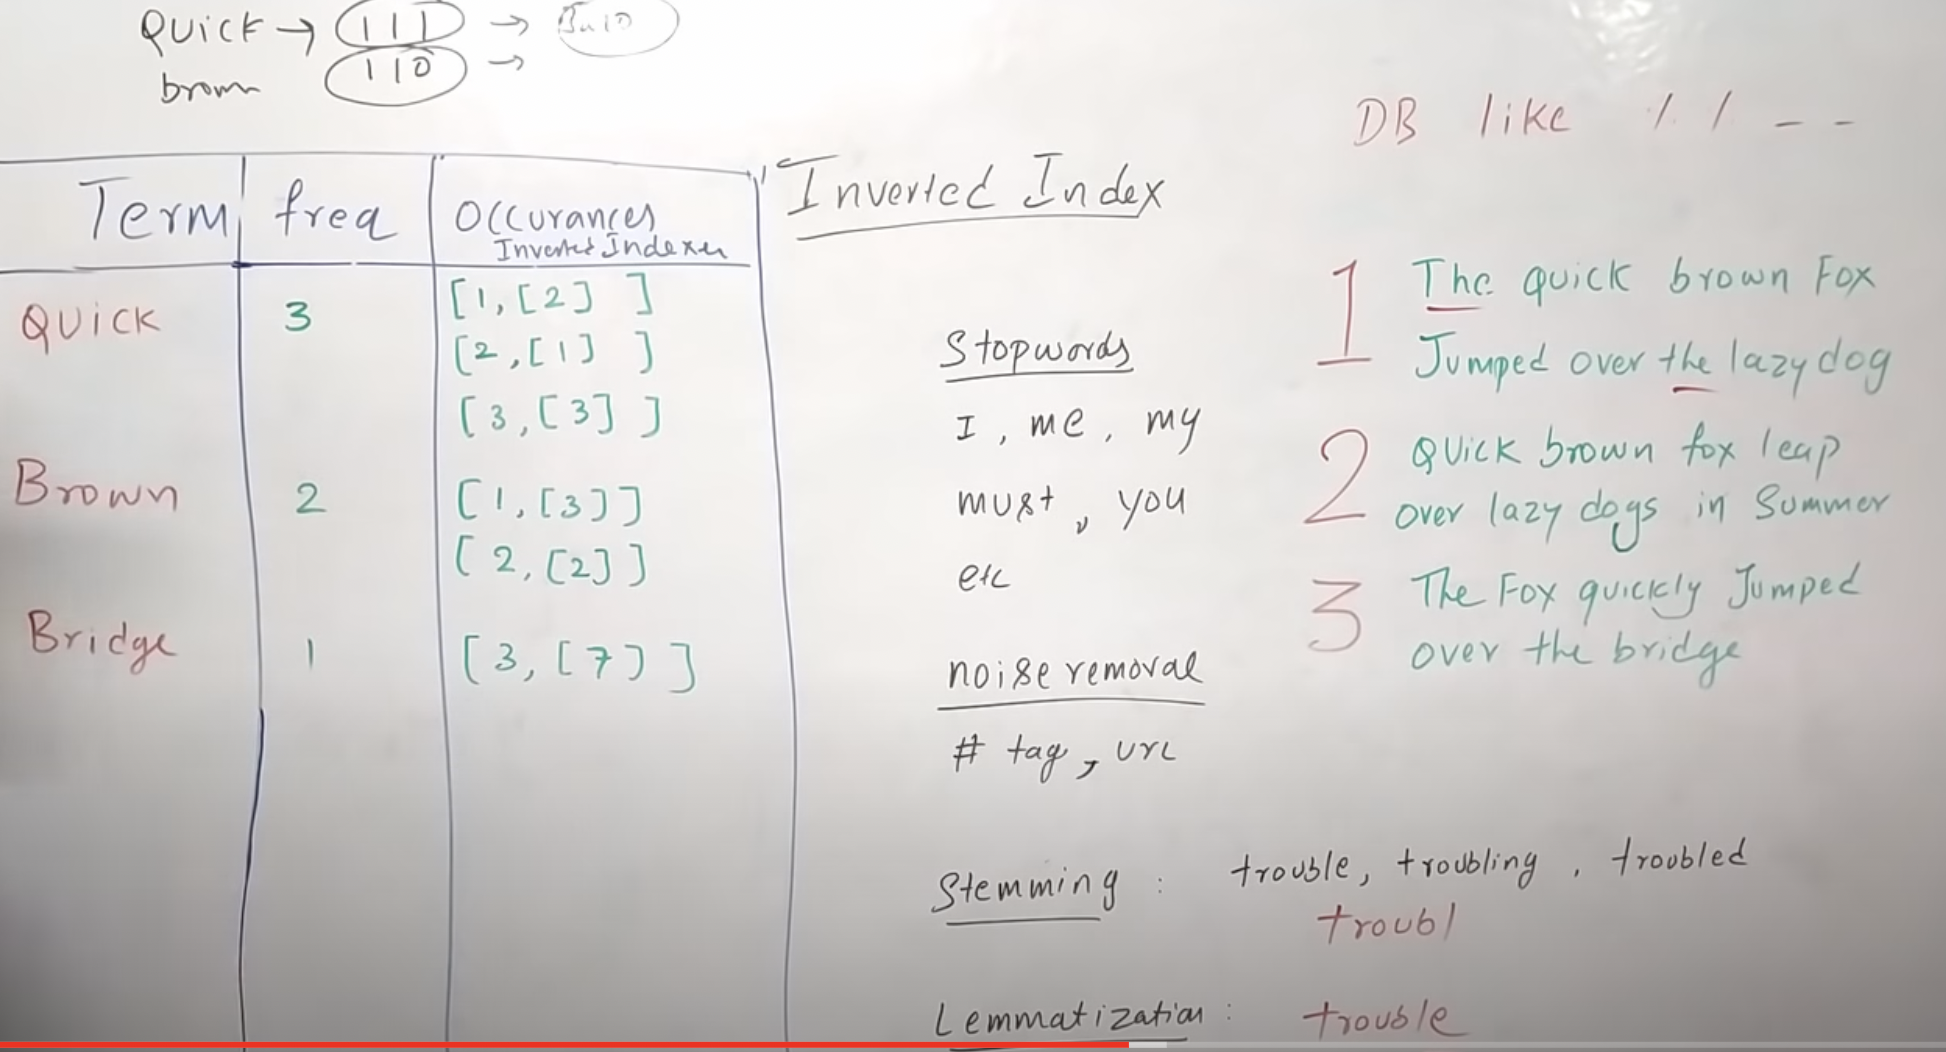 Quick → 111 →
brown 110 →
DB like % / - -
Term freq Occurances
Inverted Indexes
Inverted Index
Quick 3 [1,[2] ]
[2,[1] ]
[3,[3] ]
Brown 2 [1,[3]]
[2,[2]]
Bridge 1 [3,[7] ]
Stopwords
I, me, my
must, you
etc
noise removal
# tag, URL
1 The quick brown Fox
Jumped over the lazy dog
2 Quick brown fox leap
over lazy dogs in Summer
3 The Fox quickly Jumped
over the bridge
Stemming : trouble, troubling, troubled
troubl
Lemmatization : trouble